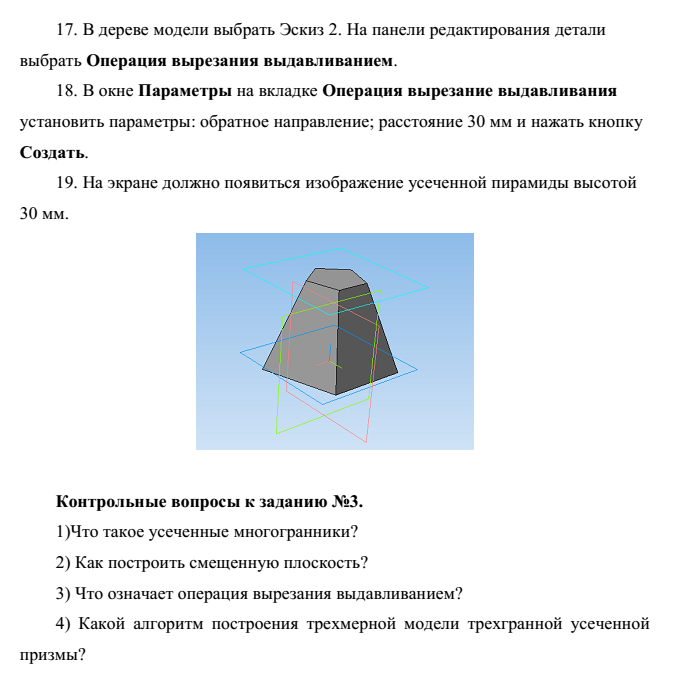 17. В дереве модели выбрать Эскиз 2. На панели редактирования детали
выбрать Операция вырезания выдавливанием.
18. В окне Параметры на вкладке Операция вырезание выдавливания
установить параметры: обратное направление; расстояние 30 мм и нажать кнопку
Создать.
19. На экране должно появиться изображение усеченной пирамиды высотой
30 мм.
Контрольные вопросы к заданию №3.
1)Что такое усеченные многогранники?
2) Как построить смещенную плоскость?
3) Что означает операция вырезания выдавливанием?
4) Какой алгоритм построения трехмерной модели трехгранной усеченной
призмы?